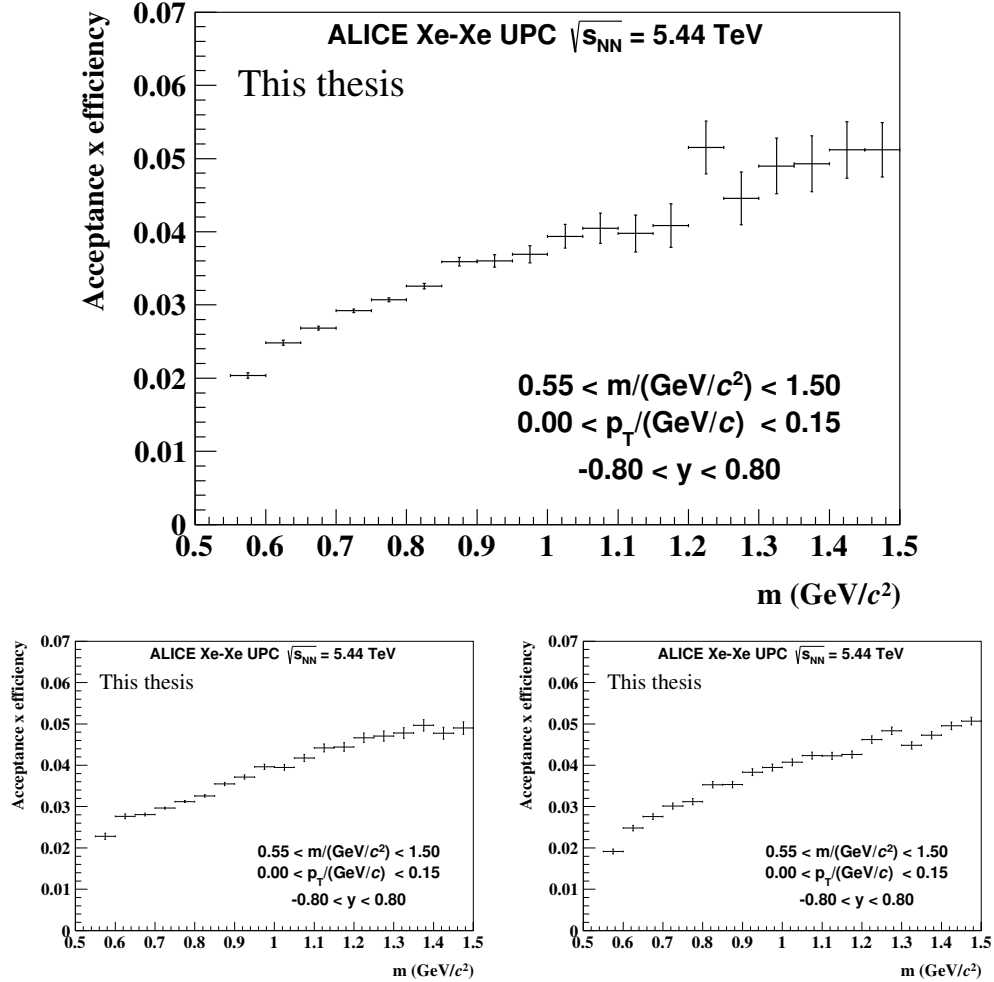 ALICE Xe-Xe UPC √s_NN = 5.44 TeV
This thesis
Acceptance x efficiency
0.07
0.06
0.05
0.04
0.03
0.02
0.01
0
0.55 < m/(GeV/c²) < 1.50
0.00 < p_T/(GeV/c) < 0.15
-0.80 < y < 0.80
0.5 0.6 0.7 0.8 0.9 1 1.1 1.2 1.3 1.4 1.5
m (GeV/c²)
ALICE Xe-Xe UPC √s_NN = 5.44 TeV
This thesis
Acceptance x efficiency
0.07
0.06
0.05
0.04
0.03
0.02
0.01
0
0.55 < m/(GeV/c²) < 1.50
0.00 < p_T/(GeV/c) < 0.15
-0.80 < y < 0.80
0.5 0.6 0.7 0.8 0.9 1 1.1 1.2 1.3 1.4 1.5
m (GeV/c²)
ALICE Xe-Xe UPC √s_NN = 5.44 TeV
This thesis
Acceptance x efficiency
0.07
0.06
0.05
0.04
0.03
0.02
0.01
0
0.55 < m/(GeV/c²) < 1.50
0.00 < p_T/(GeV/c) < 0.15
-0.80 < y < 0.80
0.5 0.6 0.7 0.8 0.9 1 1.1 1.2 1.3 1.4 1.5
m (GeV/c²)